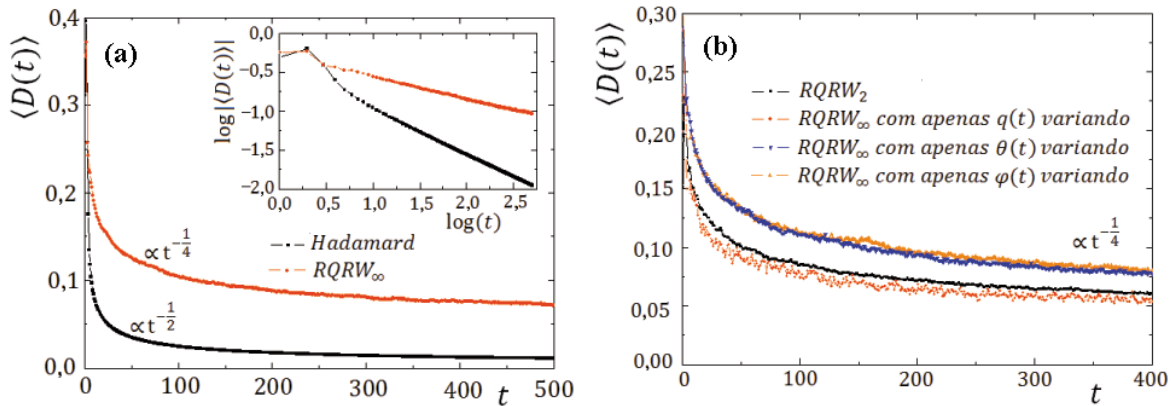 (a)
⟨D(t)⟩
0,4
0,3
0,2
0,1
0,0
0
100
200
300
400
500
t
∝t^{-1/4}
∝t^{-1/2}
Hadamard
RQRW∞
log|⟨D(t)⟩|
0,0
−0,5
−1,0
−1,5
−2,0
0,0
0,5
1,0
1,5
2,0
2,5
log(t)
(b)
⟨D(t)⟩
0,30
0,25
0,20
0,15
0,10
0,05
0,00
RQRW₂
RQRW∞ com apenas q(t) variando
RQRW∞ com apenas θ(t) variando
RQRW∞ com apenas φ(t) variando
∝t^{-1/4}
0
100
200
300
400
t